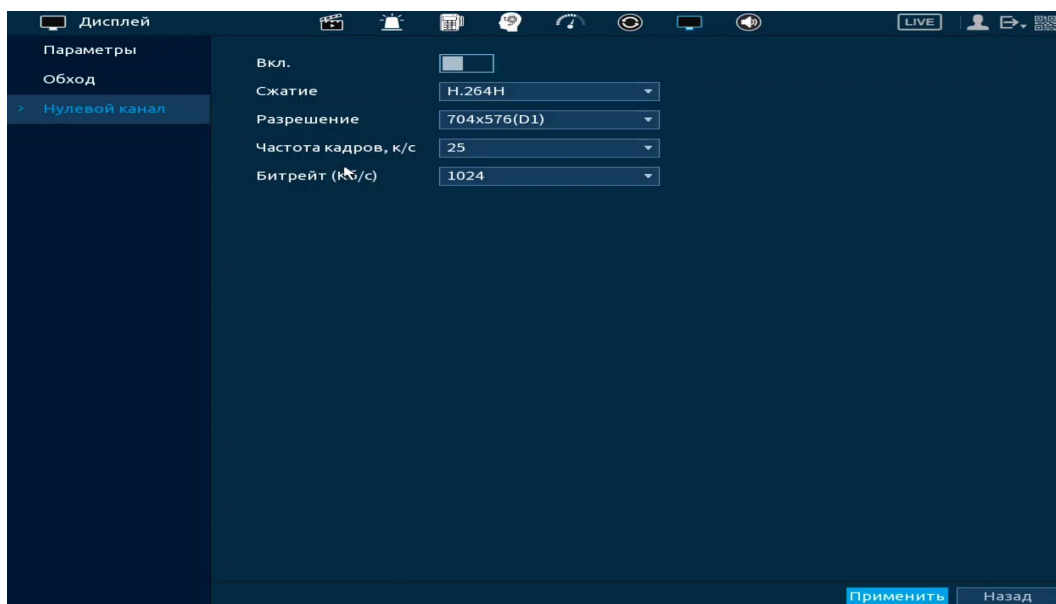 Дисплей LIVE
Параметры
Обход
Нулевой канал
Вкл.
Сжатие H.264H
Разрешение 704x576(D1)
Частота кадров, к/с 25
Битрейт (Кб/с) 1024
Применить Назад